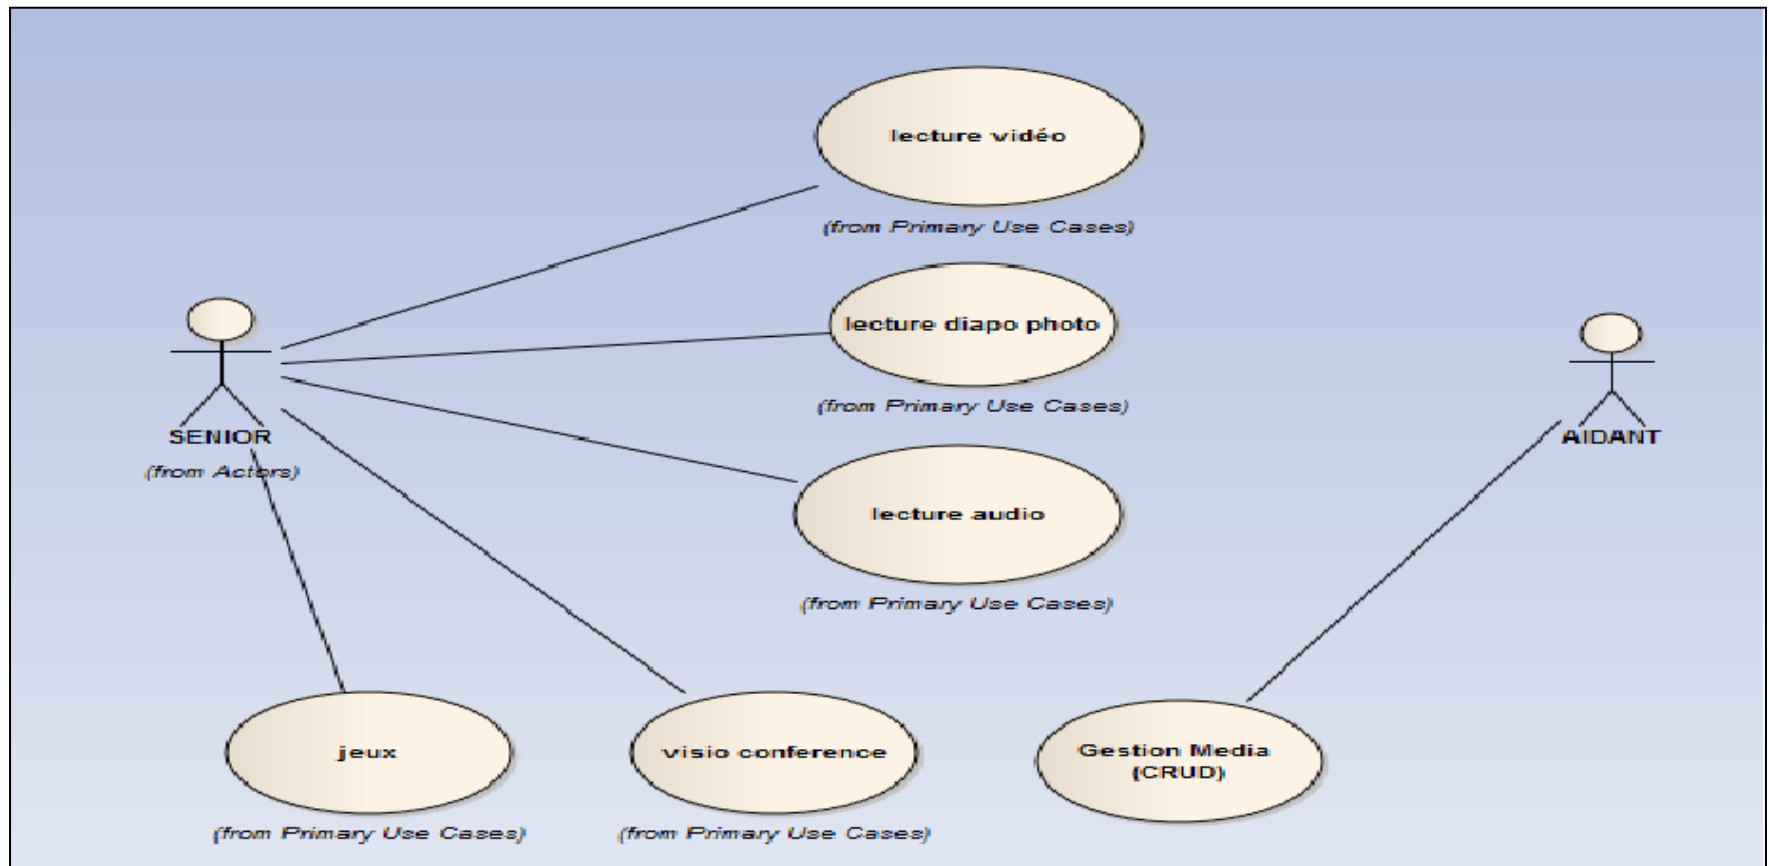 lecture vidéo
(from Primary Use Cases)
lecture diapo photo
(from Primary Use Cases)
SENIOR
(from Actors)
AIDANT
lecture audio
(from Primary Use Cases)
jeux
(from Primary Use Cases)
visio conference
(from Primary Use Cases)
Gestion Media
(CRUD)